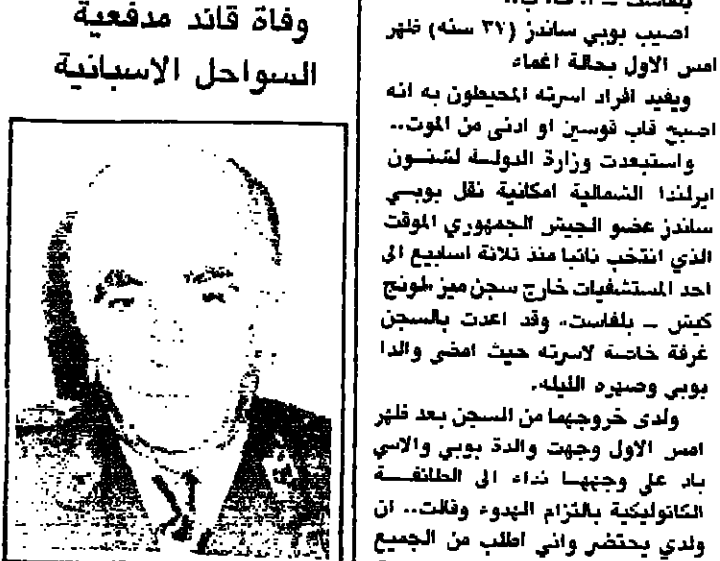 وفاة قائد مدفعية
السواحل الاسبانية
بلفاست ـ
اصيب بوبي ساندز (٢٧ سنه) ظهر
امس الاول بحالة اغماء
ويفيد افراد اسرته المحيطون به انه
اصبح قاب قوسين او ادنى من الموت..
واستبعدت وزارة الدولة لشئون
ايرلندا الشمالية امكانية نقل بوبي
ساندز عضو الجيش الجمهوري الموقت
الذي انتخب نائبا منذ ثلاثة اسابيع الى
احد المستشفيات خارج سجن ميز لونج
كيش ـ بلفاست. وقد اعدت بالسجن
غرفة خاصة لاسرته حيث امضى والدا
بوبي وصبره الليله.
ولدى خروجهما من السجن بعد ظهر
امس الاول وجهت والدة بوبي والاسي
باد على وجهها نداء الى الطائفة
الكاثوليكية بالتزام الهدوء وقالت.. ان
ولدي يحتضر واني اطلب من الجميع